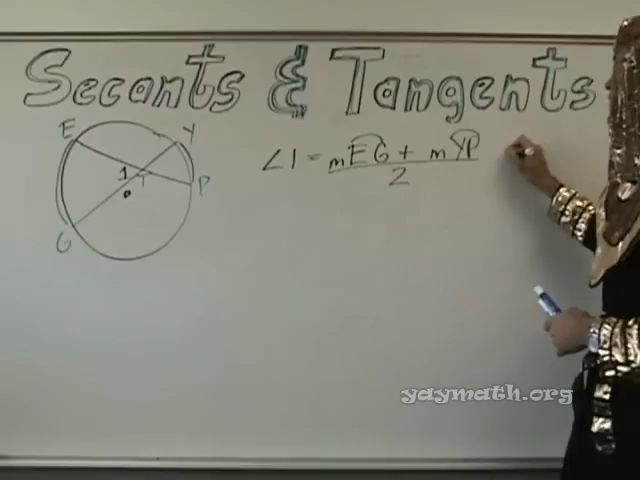 Secants & Tangents
E
Y
∠1 = mEG + mYP
2
1
T
P
G
yaymath.org